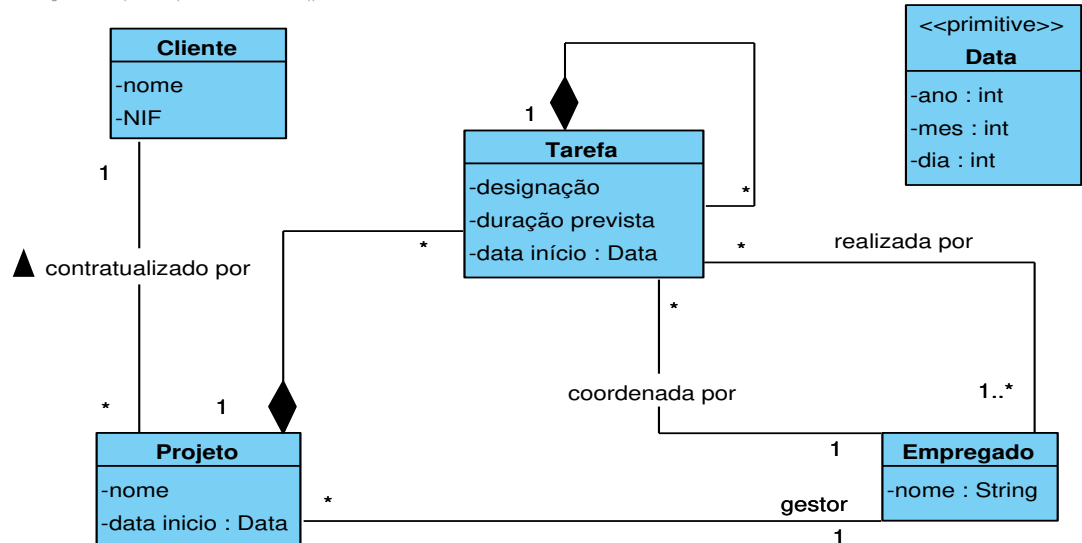 <<primitive>>
Data
-ano : int
-mes : int
-dia : int
Cliente
-nome
-NIF
1
1
Tarefa
-designação
-duração prevista
-data início : Data
*
*
*
realizada por
contratualizado por
*
coordenada por
1..*
*
1
Projeto
-nome
-data inicio : Data
1
Empregado
-nome : String
*
gestor
1